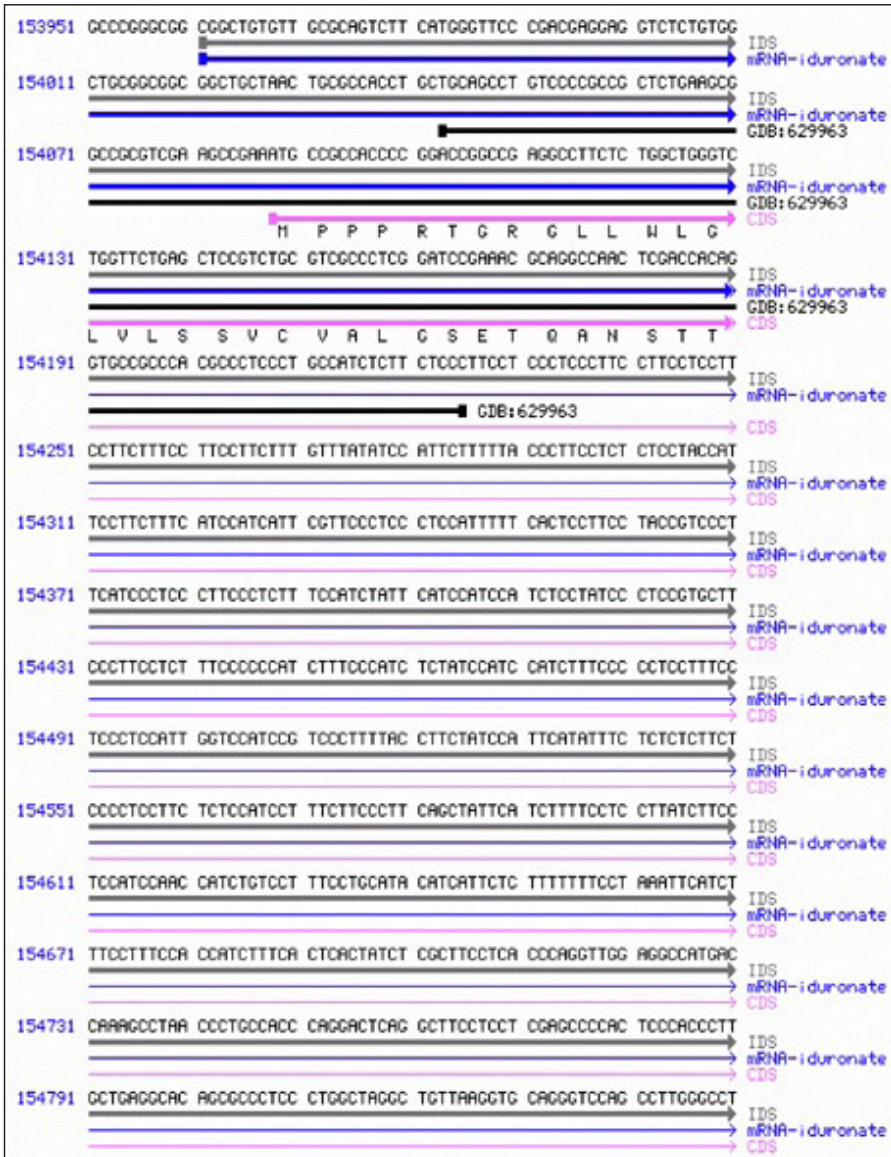 153951 GCCCGGGCGG CGGCTGTGTT GCGCAGTCTT CATGGGTTCC CGACGAGGAG GTCTCTGTGG
IDS
mRNA-iduronate
154011 CTGCGGCGGC GGCTGCTAAC TGCGCCACCT GCTGCAGCCT GTCCCCGCCG CTCTGAAGCG
IDS
mRNA-iduronate
GDB:629963
154071 GCCGCGTCGA AGCCGAAATG CCGCCACCCC GGACCGGCCG AGGCCTTCTC TGGCTGGGTC
IDS
mRNA-iduronate
GDB:629963
CDS
M P P P R T G R G L L W L G
154131 TGGTTCTGAG CTCCGTCTGC GTCGCCCTCG GATCCGAAAC GCAGGCCAAC TCGACCACAG
IDS
mRNA-iduronate
GDB:629963
CDS
L V L S S V C V A L G S E T Q A N S T T
154191 GTGCCGCCCA CGCCCTCCCT GCCATCTCTT CTCCCTTCCT CCCTCCCTTC CTTCCTCCTT
IDS
mRNA-iduronate
GDB:629963
CDS
154251 CCTTCTTTCC TTCCTTCTTT GTTTATATCC ATTCTTTTTA CCCTTCCTCT CTCCTACCAT
IDS
mRNA-iduronate
CDS
154311 TCCTTCTTTC ATCCATCATT CGTTCCCTCC CTCCATTTTT CACTCCTTCC TACCGTCCCT
IDS
mRNA-iduronate
CDS
154371 TCATCCCTCC CTTCCCTCTT TCCATCTATT CATCCATCCA TCTCCTATCC CTCCGTGCTT
IDS
mRNA-iduronate
CDS
154431 CCCTTCCTCT TTCCCCCCAT CTTTCCCATC TCTATCCATC CATCTTTCCC CCTCCTTTCC
IDS
mRNA-iduronate
CDS
154491 TCCCTCCATT GGTCCATCCG TCCCTTTTAC CTTCTATCCA TTCATATTTC TCTCTCTTCT
IDS
mRNA-iduronate
CDS
154551 CCCCTCCTTC TCTCCATCCT TTCTTCCCTT CAGCTATTCA TCTTTTCCTC CTTATCTTCC
IDS
mRNA-iduronate
CDS
154611 TCCATCCAAC CATCTGTCCT TTCCTGCATA CATCATTCTC TTTTTTTCCT AAATTCATCT
IDS
mRNA-iduronate
CDS
154671 TTCCTTTCCA CCATCTTTCA CTCACTATCT CGCTTCCTCA CCCAGGTTGG AGGCCATGAC
IDS
mRNA-iduronate
CDS
154731 CAAAGCCTAA CCCTGCCACC CAGGACTCAG GCTTCCTCCT CGAGCCCCAC TCCCACCCTT
IDS
mRNA-iduronate
CDS
154791 GCTGAGGCAC AGCGCCCTCC CTGGCTAGGC TGTTAAGGTG CAGGGTCCAG CCTTGGGCCT
IDS
mRNA-iduronate
CDS